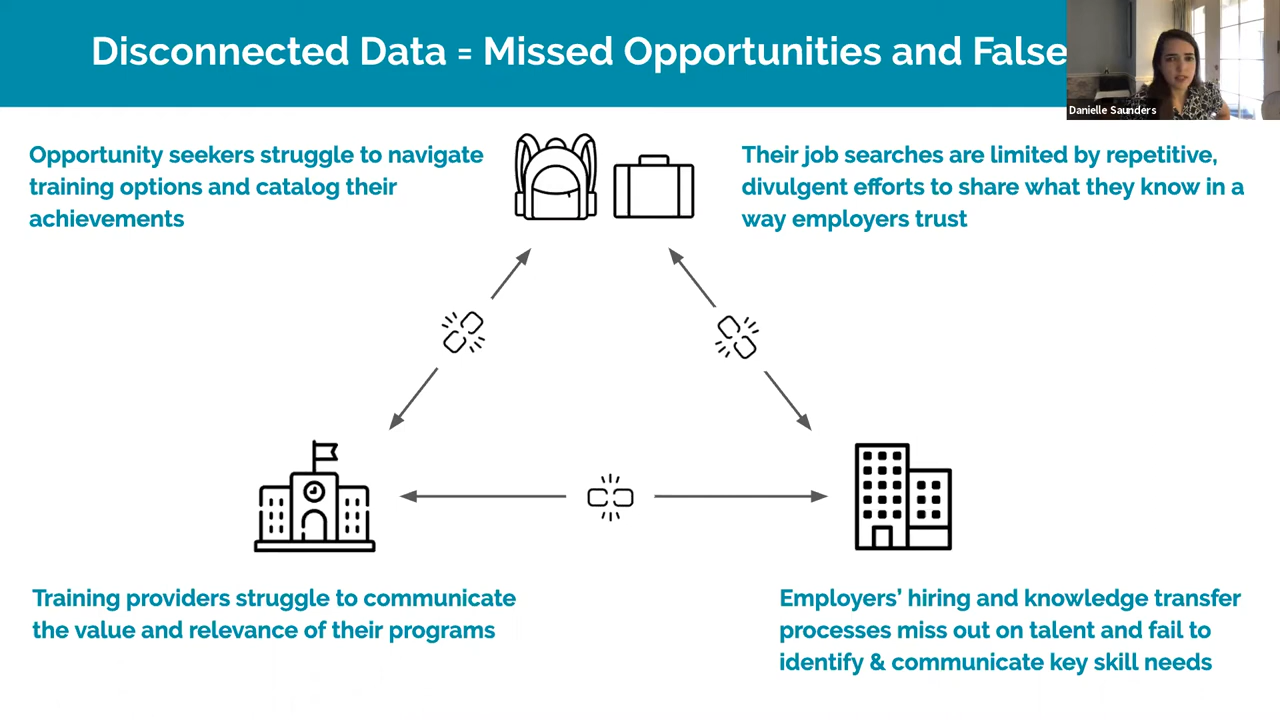 Disconnected Data = Missed Opportunities and False
Danielle Saunders
Opportunity seekers struggle to navigate
training options and catalog their
achievements
Their job searches are limited by repetitive,
divulgent efforts to share what they know in a
way employers trust
Training providers struggle to communicate
the value and relevance of their programs
Employers’ hiring and knowledge transfer
processes miss out on talent and fail to
identify & communicate key skill needs